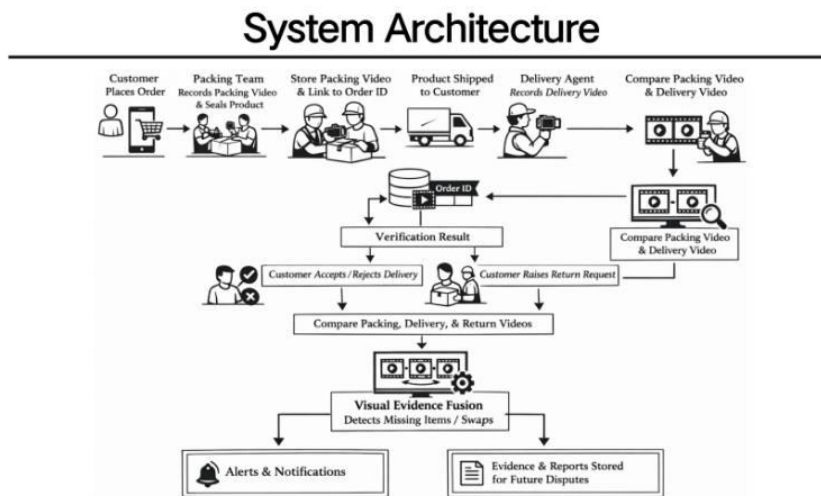 System Architecture
Customer
Places Order
Packing Team
Records Packing Video
& Seals Product
Store Packing Video
& Link to Order ID
Product Shipped
to Customer
Delivery Agent
Records Delivery Video
Compare Packing Video
& Delivery Video
Order ID
Verification Result
Compare Packing Video
& Delivery Video
Customer Accepts/Rejects Delivery
Customer Raises Return Request
Compare Packing, Delivery, & Return Videos
Visual Evidence Fusion
Detects Missing Items / Swaps
Alerts & Notifications
Evidence & Reports Stored
for Future Disputes